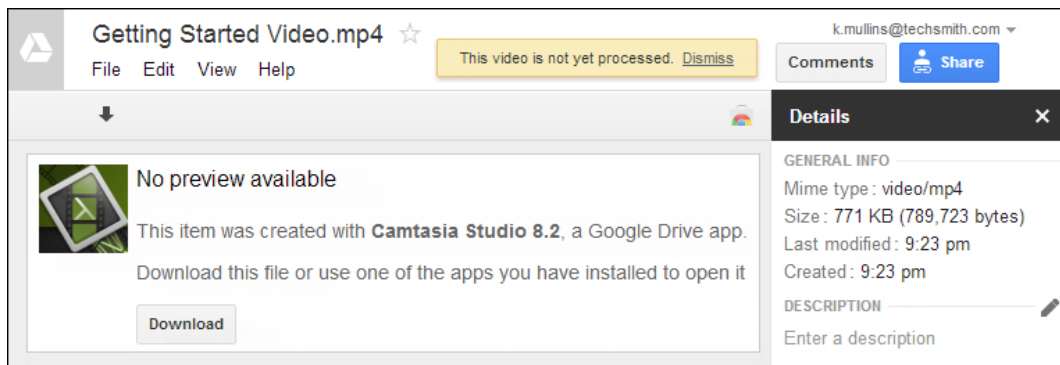 Getting Started Video.mp4
File Edit View Help
This video is not yet processed. Dismiss
k.mullins@techsmith.com
Comments
Share
Details
No preview available
This item was created with Camtasia Studio 8.2, a Google Drive app.
Download this file or use one of the apps you have installed to open it
Download
GENERAL INFO
Mime type : video/mp4
Size : 771 KB (789,723 bytes)
Last modified : 9:23 pm
Created : 9:23 pm
DESCRIPTION
Enter a description